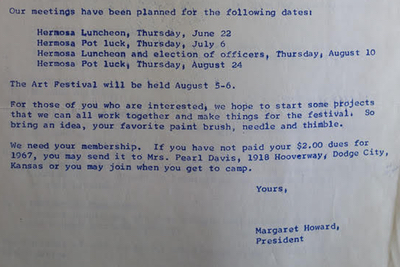 Our meetings have been planned for the following dates:
Hermosa Luncheon, Thursday, June 22
Hermosa Pot luck, Thursday, July 6
Hermosa Luncheon and election of officers, Thursday, August 10
Hermosa Pot luck, Thursday, August 24
The Art Festival will be held August 5-6.
For those of you who are interested, we hope to start some projects
that we can all work together and make things for the festival. So
bring an idea, your favorite paint brush, needle and thimble.
We need your membership. If you have not paid your $2.00 dues for
1967, you may send it to Mrs. Pearl Davis, 1918 Hooverway, Dodge City,
Kansas or you may join when you get to camp.
Yours,
Margaret Howard,
President